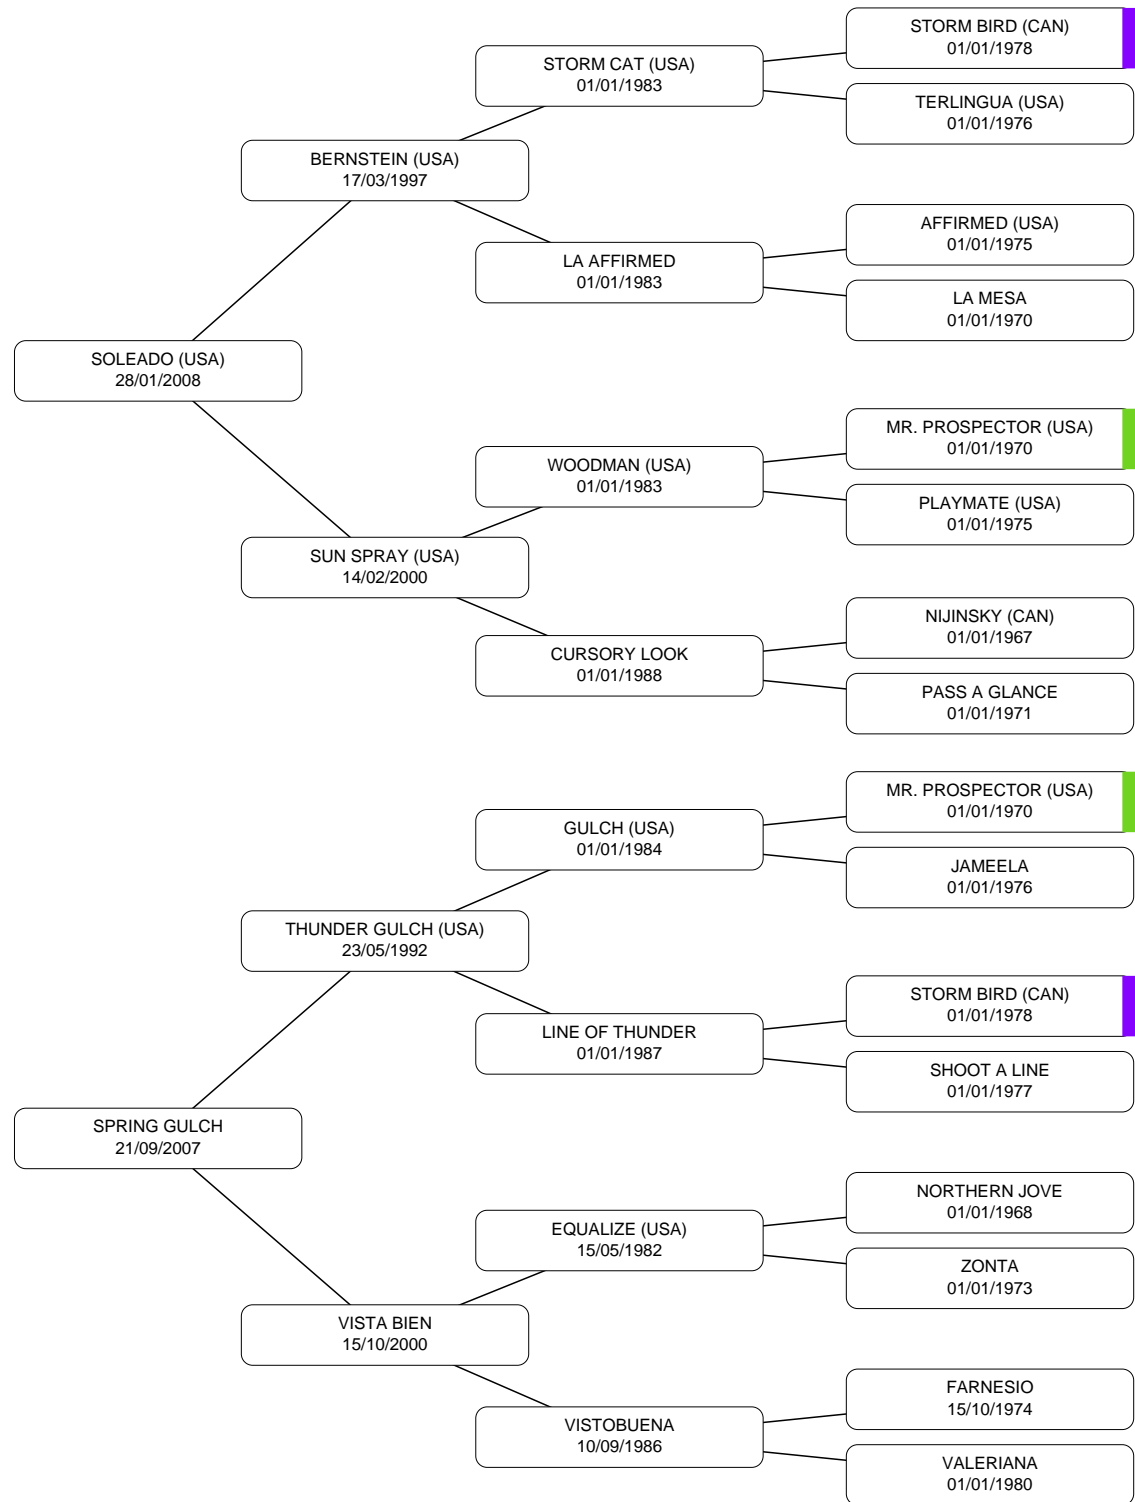 STORM BIRD (CAN)
01/01/1978
STORM CAT (USA)
01/01/1983
TERLINGUA (USA)
01/01/1976
BERNSTEIN (USA)
17/03/1997
AFFIRMED (USA)
01/01/1975
LA AFFIRMED
01/01/1983
LA MESA
01/01/1970
SOLEADO (USA)
28/01/2008
MR. PROSPECTOR (USA)
01/01/1970
WOODMAN (USA)
01/01/1983
PLAYMATE (USA)
01/01/1975
SUN SPRAY (USA)
14/02/2000
NIJINSKY (CAN)
01/01/1967
CURSORY LOOK
01/01/1988
PASS A GLANCE
01/01/1971
MR. PROSPECTOR (USA)
01/01/1970
GULCH (USA)
01/01/1984
JAMEELA
01/01/1976
THUNDER GULCH (USA)
23/05/1992
STORM BIRD (CAN)
01/01/1978
LINE OF THUNDER
01/01/1987
SHOOT A LINE
01/01/1977
SPRING GULCH
21/09/2007
NORTHERN JOVE
01/01/1968
EQUALIZE (USA)
15/05/1982
ZONTA
01/01/1973
VISTA BIEN
15/10/2000
FARNESIO
15/10/1974
VISTOBUENA
10/09/1986
VALERIANA
01/01/1980